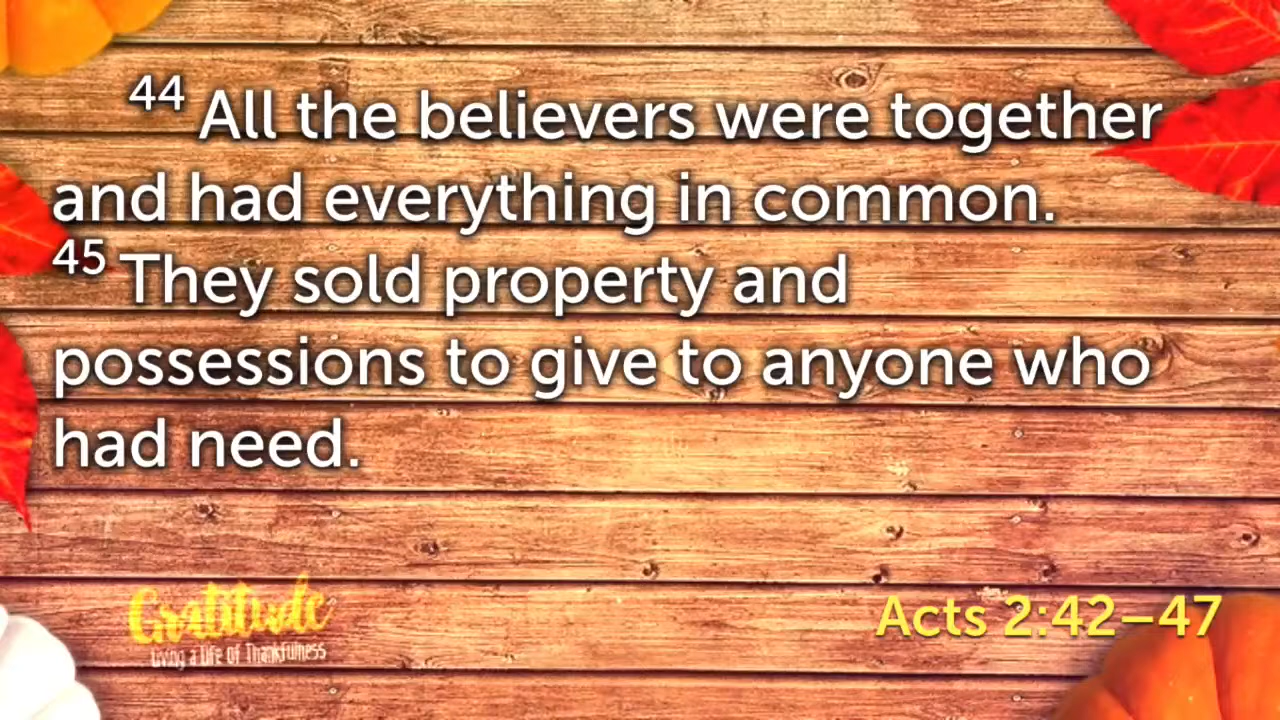 44 All the believers were together
and had everything in common.
45 They sold property and
possessions to give to anyone who
had need.
Gratitude
Living a Life of Thankfulness
Acts 2:42–47